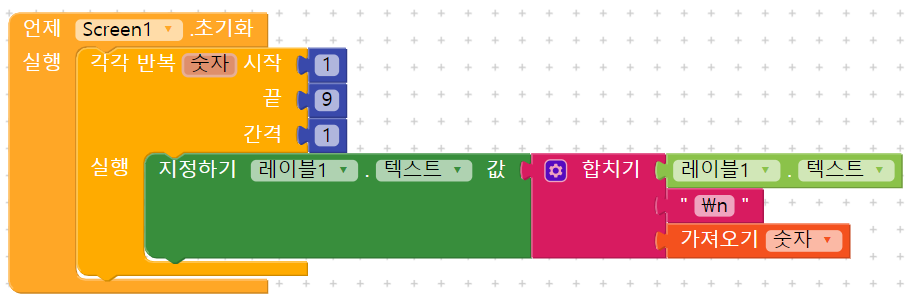 언제 Screen1 .초기화
실행 각각 반복 숫자 시작 1
끝 9
간격 1
실행 지정하기 레이블1 . 텍스트 값 합치기 레이블1 . 텍스트
" ₩n "
가져오기 숫자